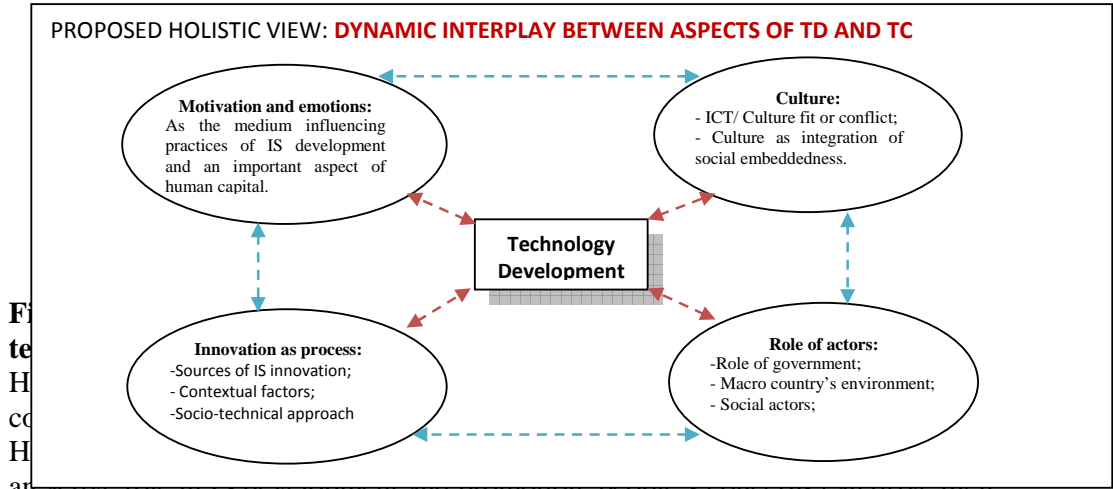 PROPOSED HOLISTIC VIEW: DYNAMIC INTERPLAY BETWEEN ASPECTS OF TD AND TC
Motivation and emotions:
As the medium influencing
practices of IS development
and an important aspect of
human capital.
Culture:
- ICT/ Culture fit or conflict;
- Culture as integration of
social embeddedness.
Technology
Development
Innovation as process:
-Sources of IS innovation;
- Contextual factors;
-Socio-technical approach
Role of actors:
-Role of government;
- Macro country's environment;
- Social actors;
Fi
te
H
co
H